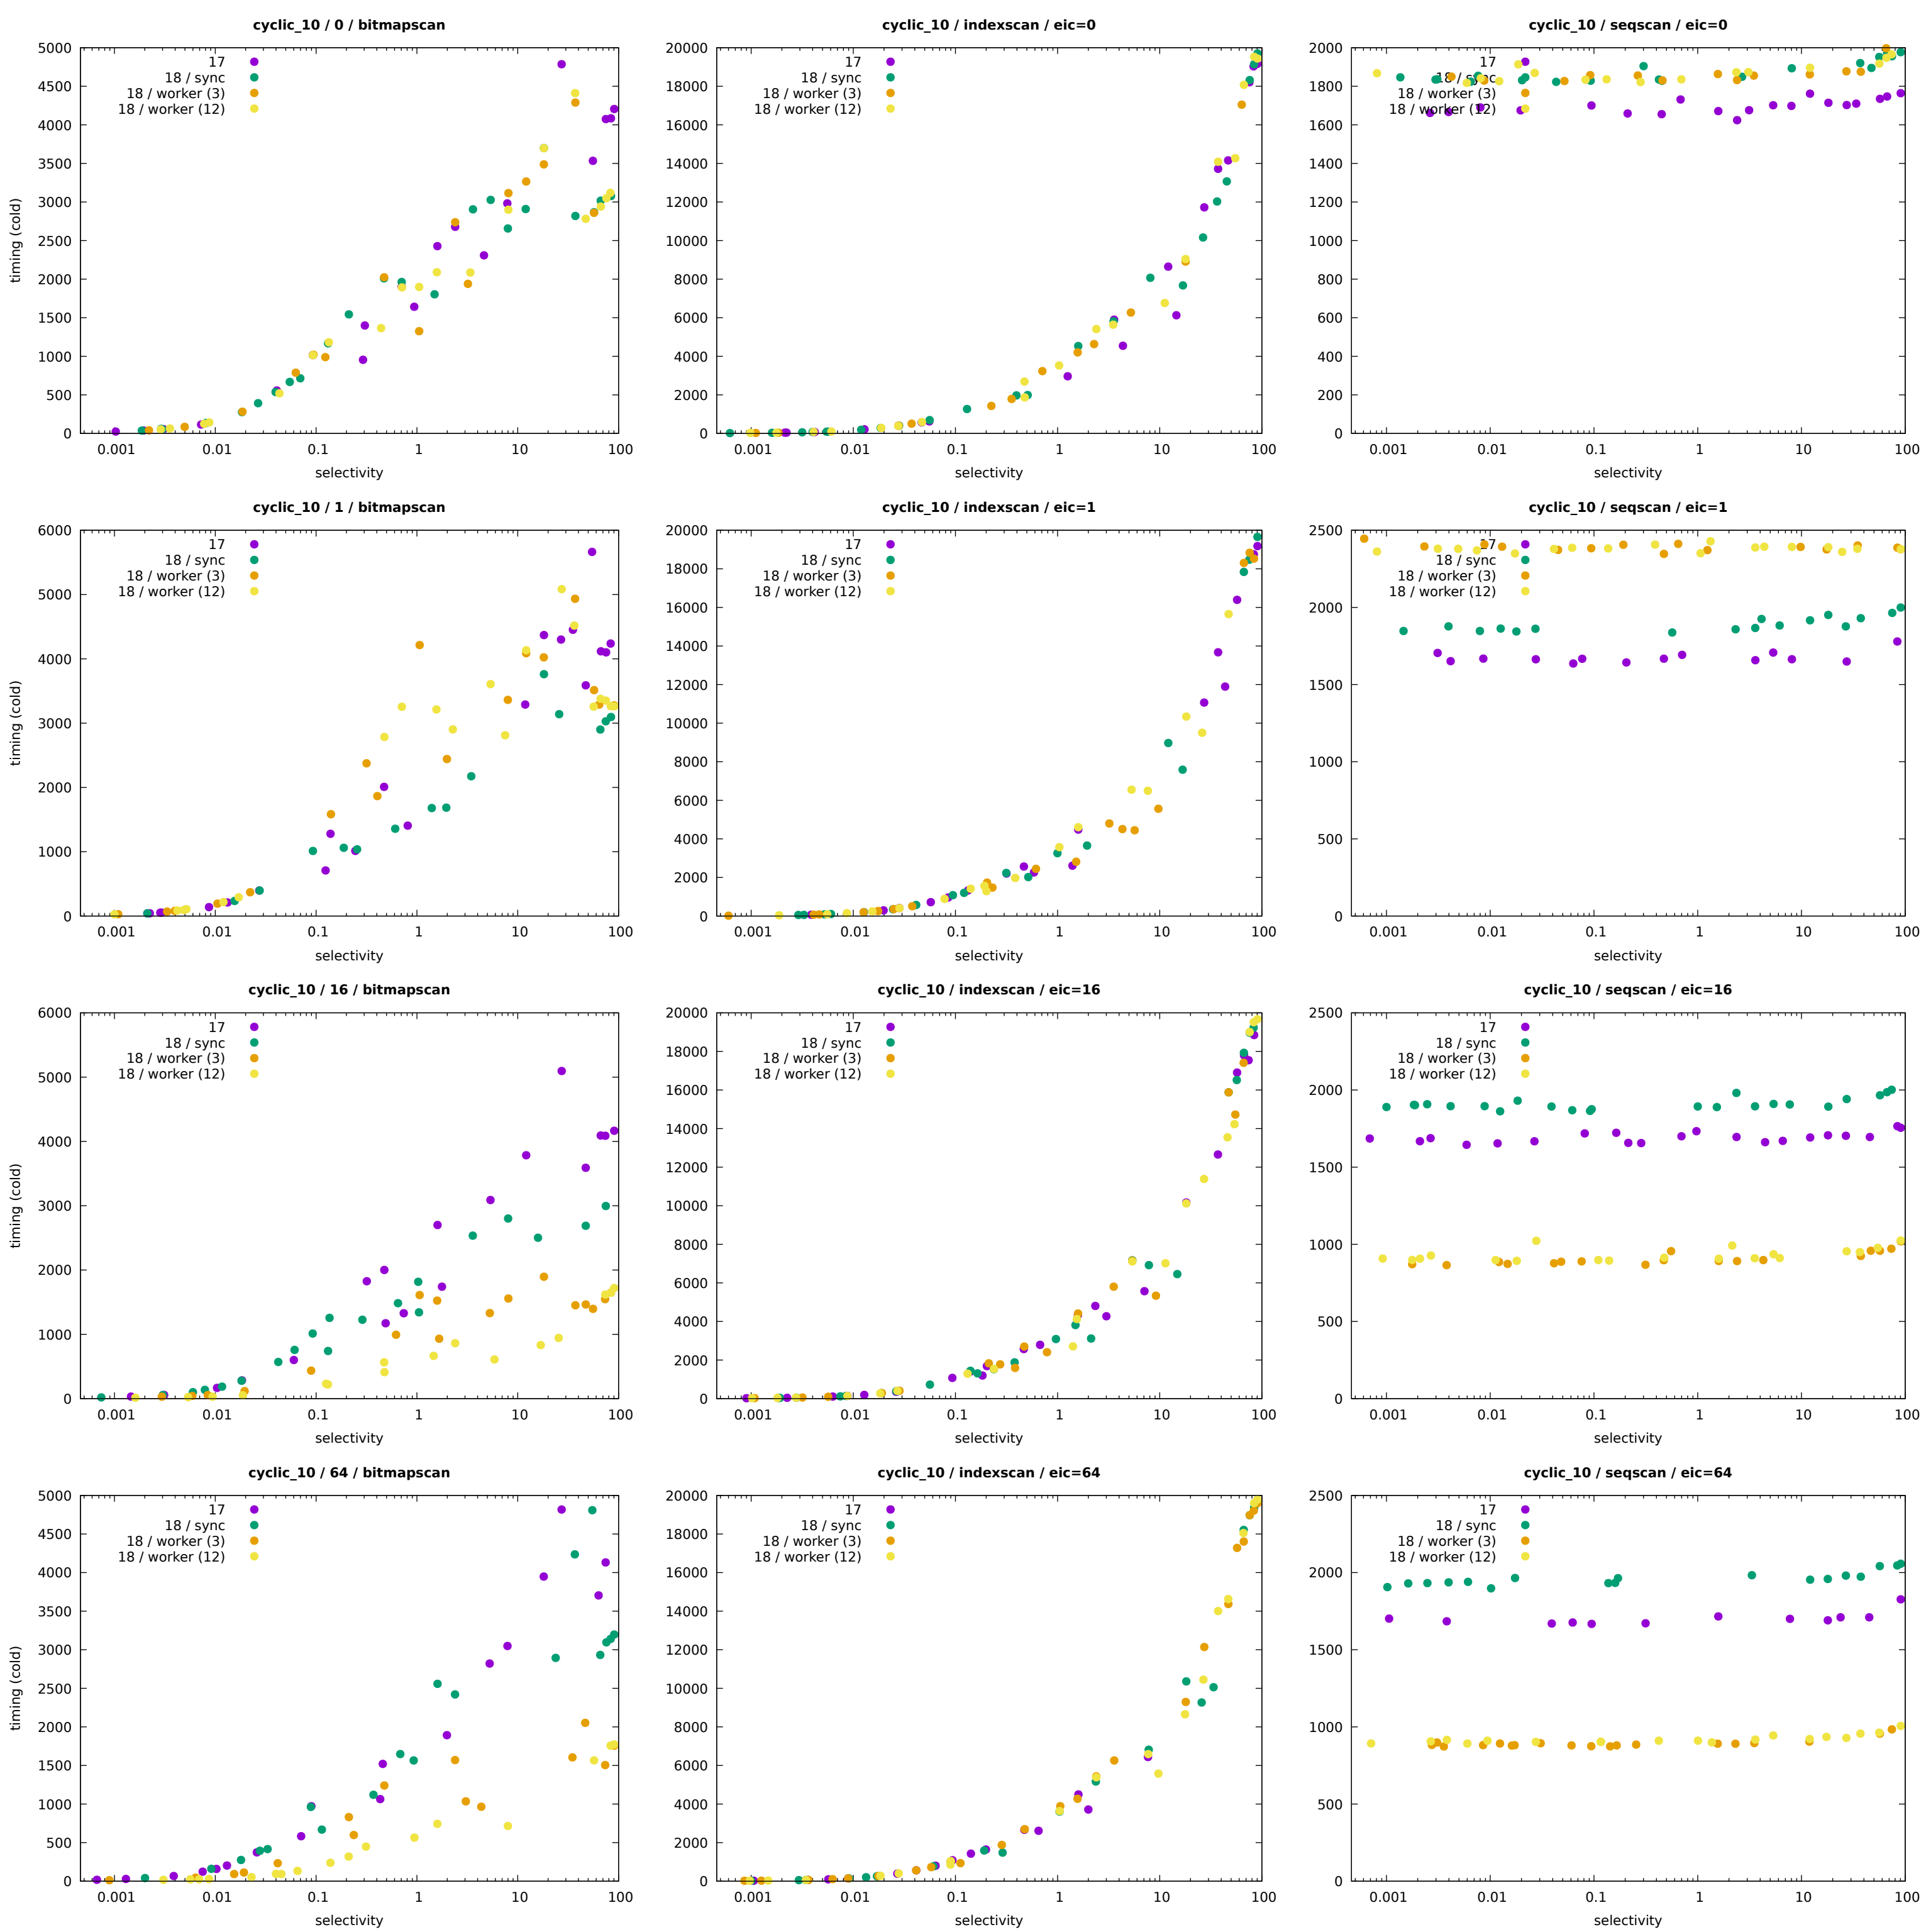 cyclic_10 / 0 / bitmapscan
timing (cold)
5000
4500
4000
3500
3000
2500
2000
1500
1000
500
0
17
18 / sync
18 / worker (3)
18 / worker (12)
0.001 0.01 0.1 1 10 100
selectivity
cyclic_10 / indexscan / eic=0
20000
18000
16000
14000
12000
10000
8000
6000
4000
2000
0
17
18 / sync
18 / worker (3)
18 / worker (12)
0.001 0.01 0.1 1 10 100
selectivity
cyclic_10 / seqscan / eic=0
2000
1800
1600
1400
1200
1000
800
600
400
200
0
17
18 / sync
18 / worker (3)
18 / worker (12)
0.001 0.01 0.1 1 10 100
selectivity
cyclic_10 / 1 / bitmapscan
timing (cold)
6000
5000
4000
3000
2000
1000
0
17
18 / sync
18 / worker (3)
18 / worker (12)
0.001 0.01 0.1 1 10 100
selectivity
cyclic_10 / indexscan / eic=1
20000
18000
16000
14000
12000
10000
8000
6000
4000
2000
0
17
18 / sync
18 / worker (3)
18 / worker (12)
0.001 0.01 0.1 1 10 100
selectivity
cyclic_10 / seqscan / eic=1
2500
2000
1500
1000
500
0
17
18 / sync
18 / worker (3)
18 / worker (12)
0.001 0.01 0.1 1 10 100
selectivity
cyclic_10 / 16 / bitmapscan
timing (cold)
6000
5000
4000
3000
2000
1000
0
17
18 / sync
18 / worker (3)
18 / worker (12)
0.001 0.01 0.1 1 10 100
selectivity
cyclic_10 / indexscan / eic=16
20000
18000
16000
14000
12000
10000
8000
6000
4000
2000
0
17
18 / sync
18 / worker (3)
18 / worker (12)
0.001 0.01 0.1 1 10 100
selectivity
cyclic_10 / seqscan / eic=16
2500
2000
1500
1000
500
0
17
18 / sync
18 / worker (3)
18 / worker (12)
0.001 0.01 0.1 1 10 100
selectivity
cyclic_10 / 64 / bitmapscan
timing (cold)
5000
4500
4000
3500
3000
2500
2000
1500
1000
500
0
17
18 / sync
18 / worker (3)
18 / worker (12)
0.001 0.01 0.1 1 10 100
selectivity
cyclic_10 / indexscan / eic=64
20000
18000
16000
14000
12000
10000
8000
6000
4000
2000
0
17
18 / sync
18 / worker (3)
18 / worker (12)
0.001 0.01 0.1 1 10 100
selectivity
cyclic_10 / seqscan / eic=64
2500
2000
1500
1000
500
0
17
18 / sync
18 / worker (3)
18 / worker (12)
0.001 0.01 0.1 1 10 100
selectivity